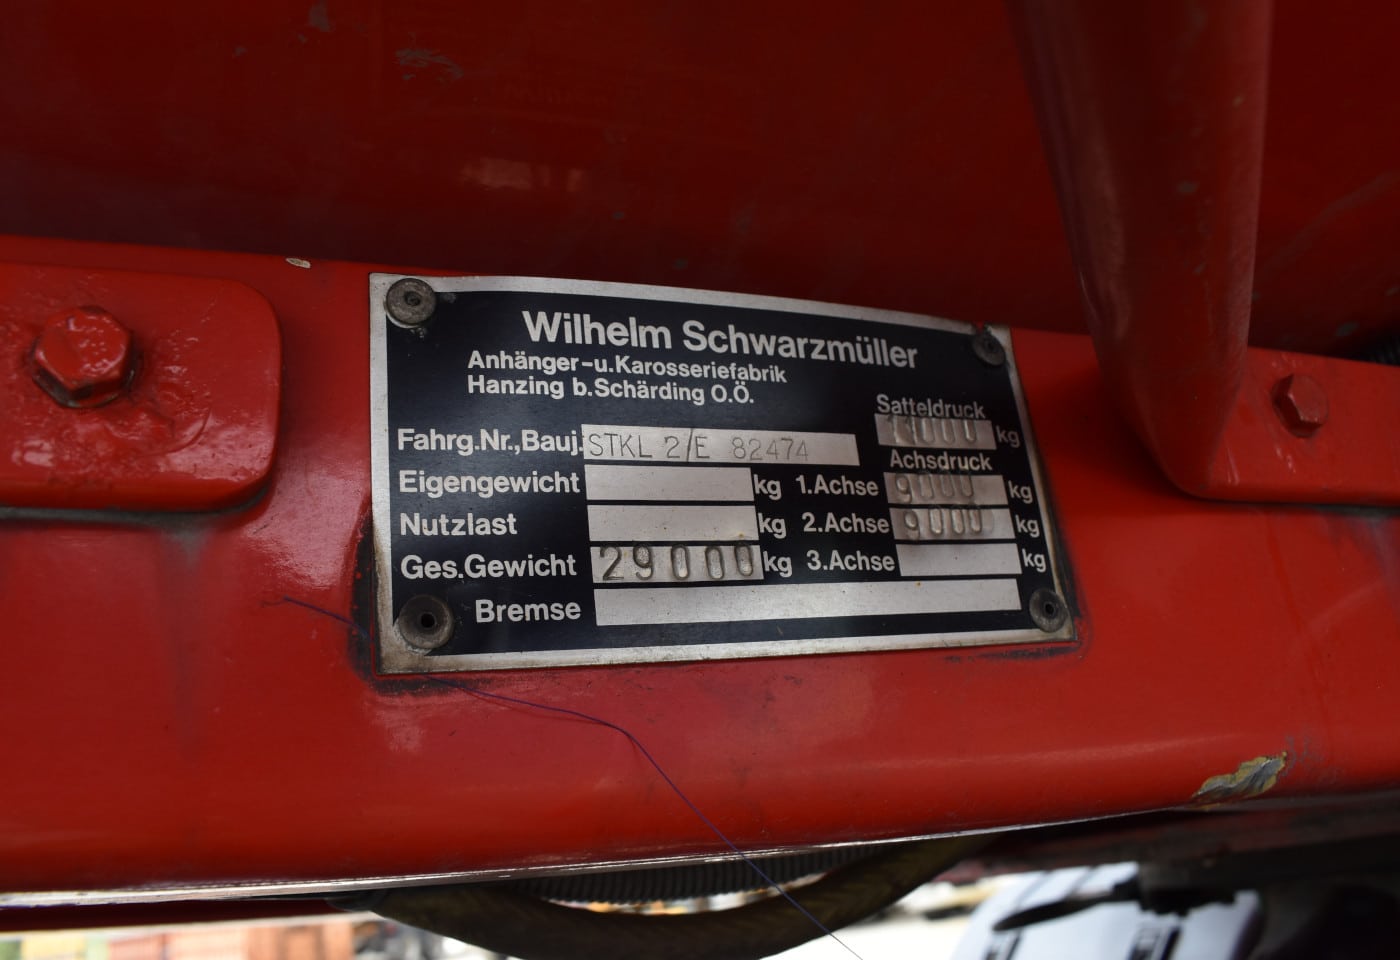 Wilhelm Schwarzmüller
Anhänger-u.Karosseriefabrik
Hanzing b.Schärding O.Ö.
Satteldruck
11000 kg
Fahrg.Nr.,Bauj. STKL 2/E 82474
Achsdruck
Eigengewicht kg 1.Achse 9000 kg
Nutzlast kg 2.Achse 9000 kg
Ges.Gewicht 29000 kg 3.Achse kg
Bremse